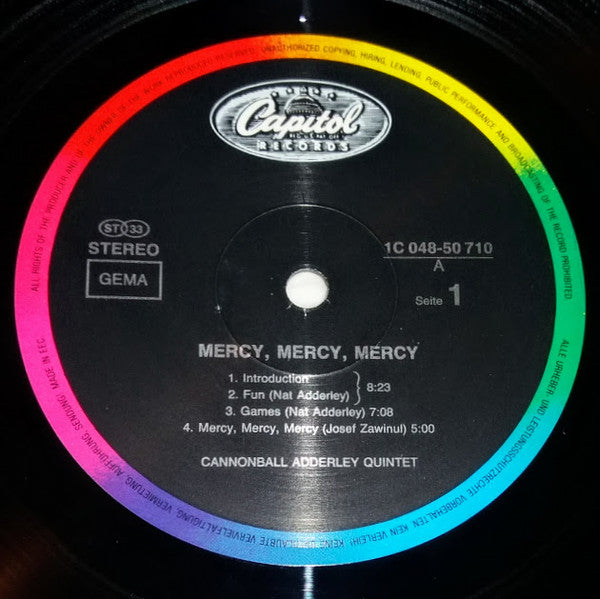 ALL RIGHTS OF THE PRODUCER AND OF THE OWNER OF THE WORK REPRODUCED RESERVED. UNAUTHORIZED COPYING, HIRING, LENDING, PUBLIC PERFORMANCE AND BROADCASTING OF THE RECORD PROHIBITED
Capitol
RECORDS
ST 33
STEREO
GEMA
1C 048-50 710
A
Seite 1
MERCY, MERCY, MERCY
1. Introduction
2. Fun (Nat Adderley)
8:23
3. Games (Nat Adderley) 7:08
4. Mercy, Mercy, Mercy (Josef Zawinul) 5:00
CANNONBALL ADDERLEY QUINTET
ALLE URHEBER- UND LEISTUNGSSCHUTZRECHTE VORBEHALTEN. KEIN VERLEIH! KEINE VERVIELFÄLTIGUNG, VERMIETUNG, AUFFÜHRUNG, SENDUNG. MADE IN EEC.